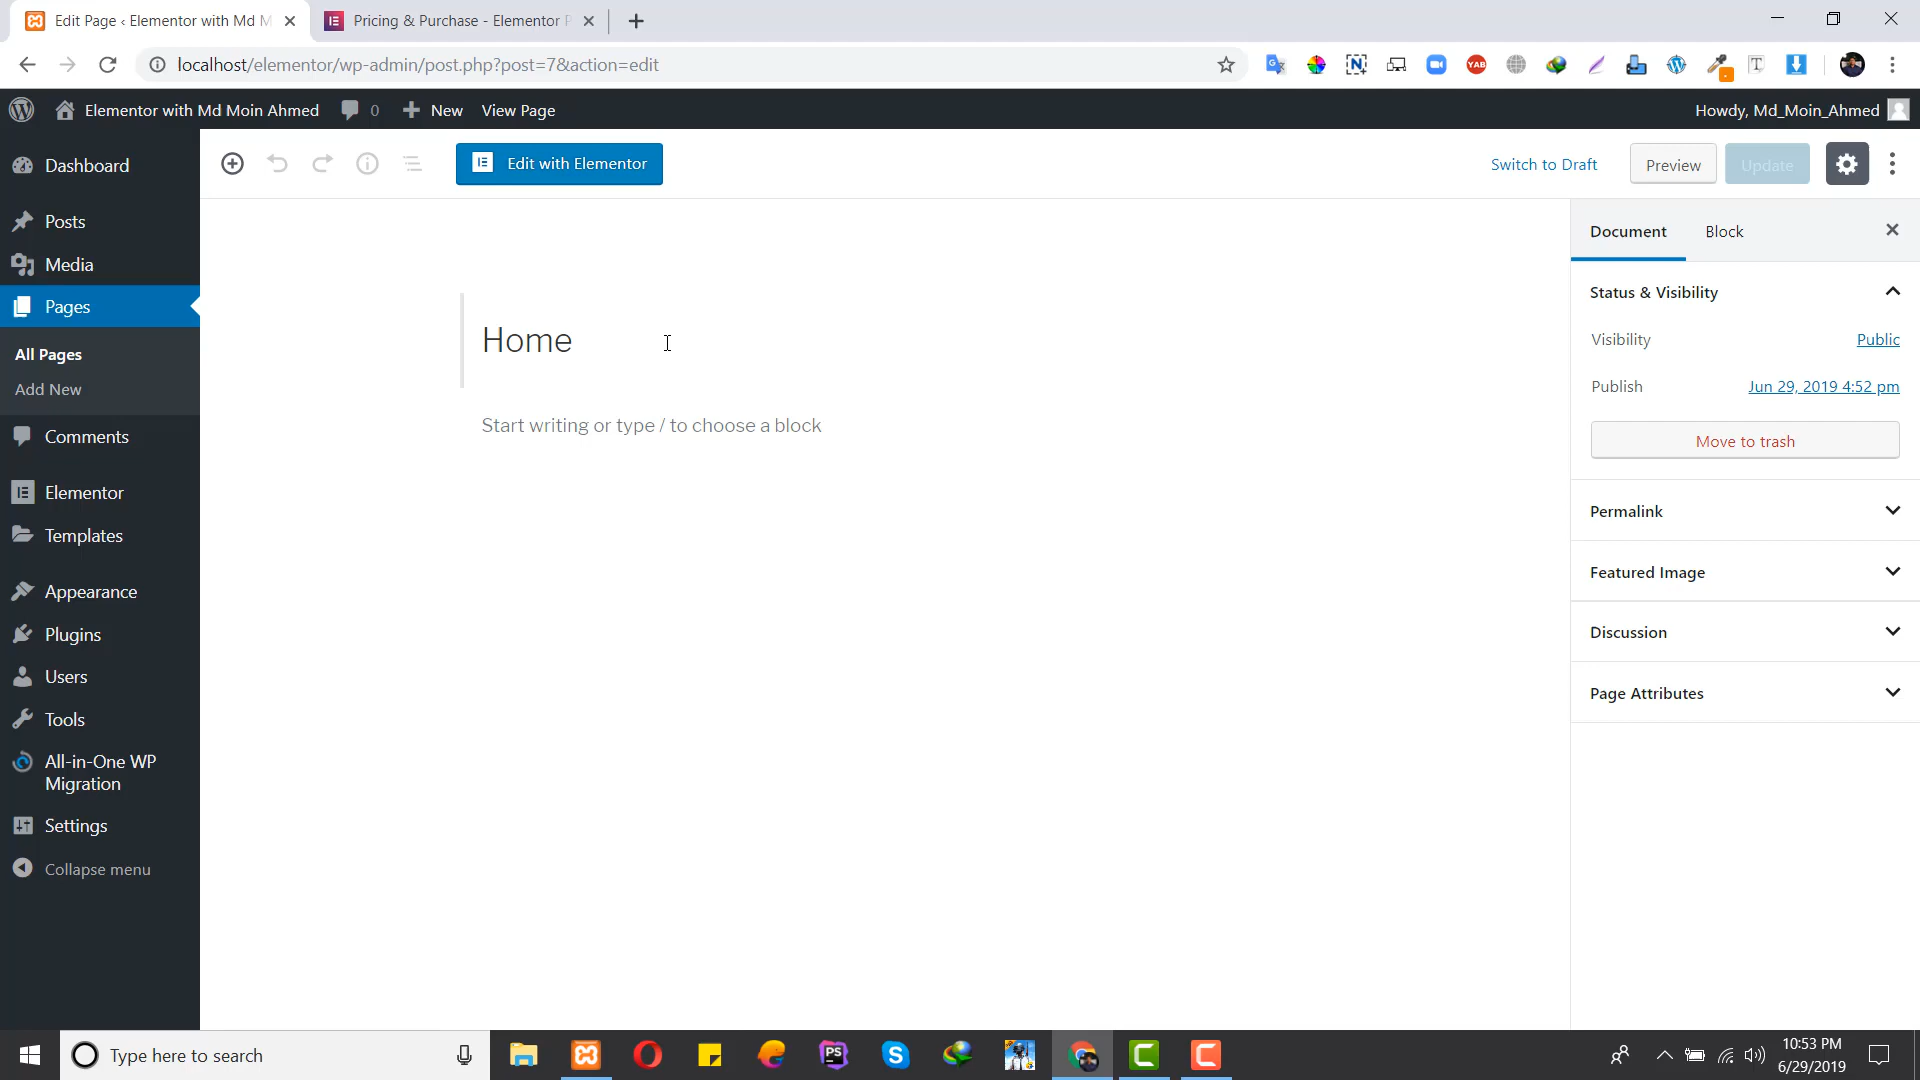 Edit Page ‹ Elementor with Md M
Pricing & Purchase - Elementor P
localhost/elementor/wp-admin/post.php?post=7&action=edit
Elementor with Md Moin Ahmed
0
New
View Page
Howdy, Md_Moin_Ahmed
Edit with Elementor
Switch to Draft
Preview
Update
Dashboard
Posts
Media
Pages
All Pages
Add New
Comments
Elementor
Templates
Appearance
Plugins
Users
Tools
All-in-One WP
Migration
Settings
Collapse menu
Home
Start writing or type / to choose a block
Document
Block
Status & Visibility
Visibility
Public
Publish
Jun 29, 2019 4:52 pm
Move to trash
Permalink
Featured Image
Discussion
Page Attributes
Type here to search
10:53 PM
6/29/2019